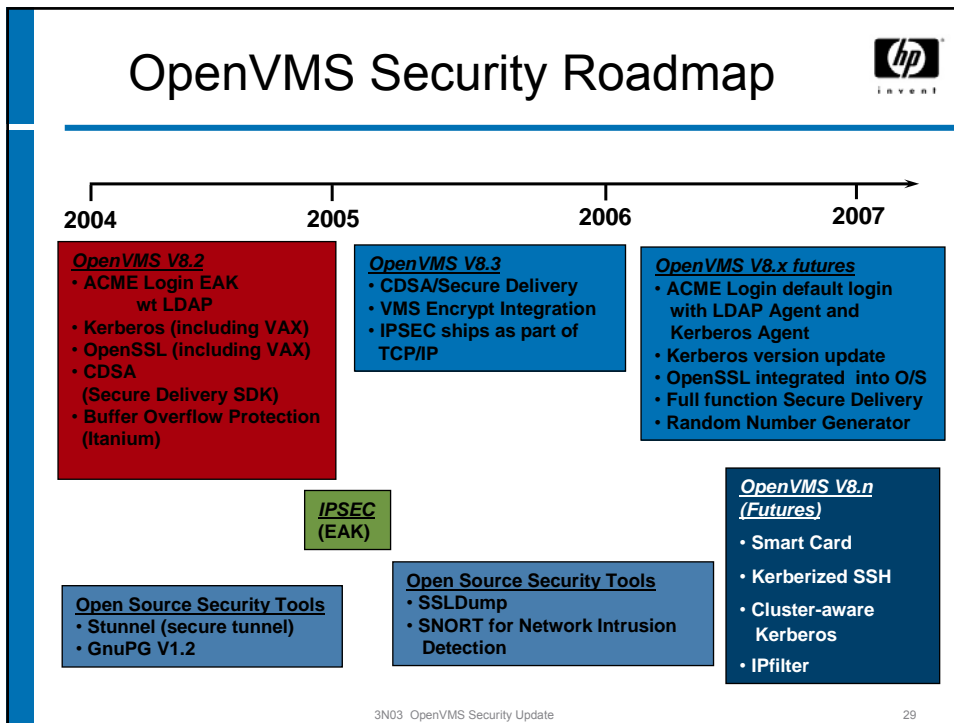 OpenVMS Security Roadmap
hp
invent
2004
2005
2006
2007
OpenVMS V8.2
• ACME Login EAK
wt LDAP
• Kerberos (including VAX)
• OpenSSL (including VAX)
• CDSA
(Secure Delivery SDK)
• Buffer Overflow Protection
(Itanium)
OpenVMS V8.3
• CDSA/Secure Delivery
• VMS Encrypt Integration
• IPSEC ships as part of
TCP/IP
OpenVMS V8.x futures
• ACME Login default login
with LDAP Agent and
Kerberos Agent
• Kerberos version update
• OpenSSL integrated into O/S
• Full function Secure Delivery
• Random Number Generator
IPSEC
(EAK)
Open Source Security Tools
• Stunnel (secure tunnel)
• GnuPG V1.2
Open Source Security Tools
• SSLDump
• SNORT for Network Intrusion
Detection
OpenVMS V8.n
(Futures)
• Smart Card
• Kerberized SSH
• Cluster-aware
Kerberos
• IPfilter
3N03 OpenVMS Security Update
29